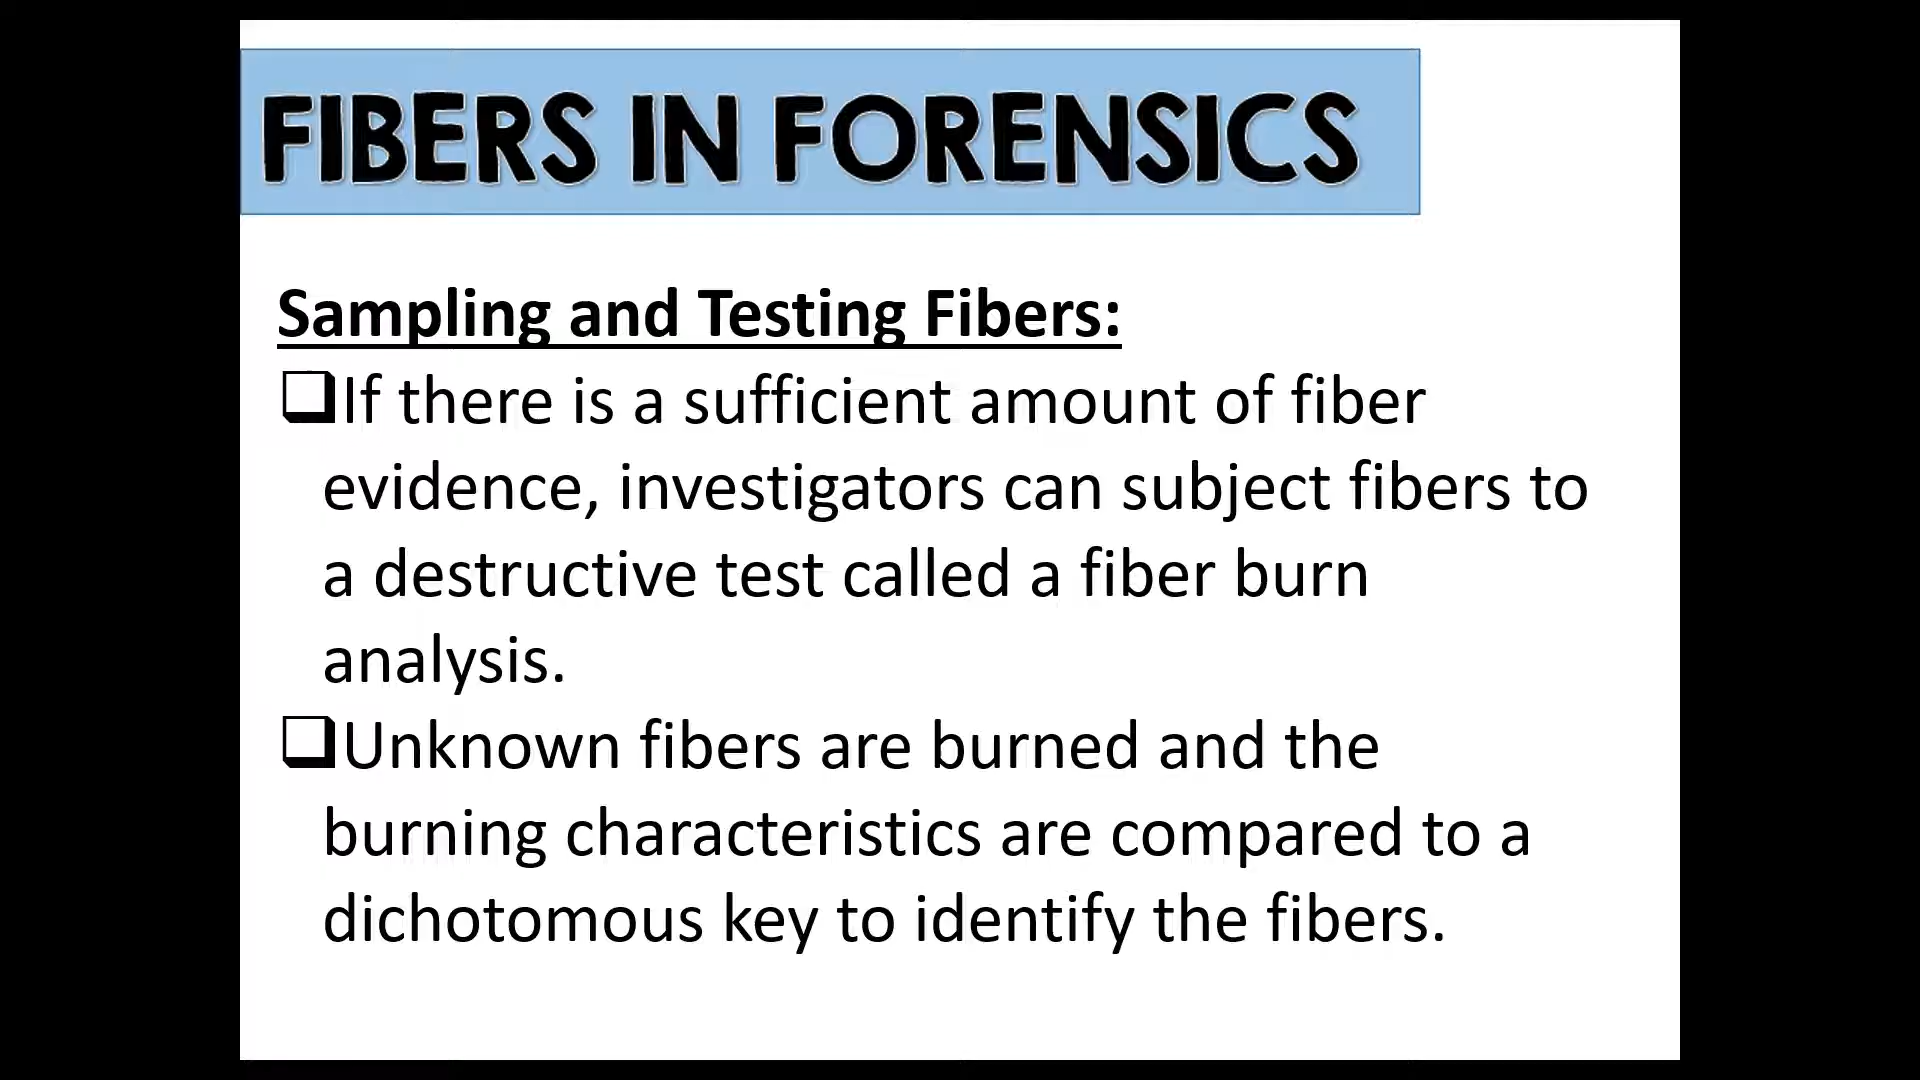 FIBERS IN FORENSICS
Sampling and Testing Fibers:
❑If there is a sufficient amount of fiber
evidence, investigators can subject fibers to
a destructive test called a fiber burn
analysis.
❑Unknown fibers are burned and the
burning characteristics are compared to a
dichotomous key to identify the fibers.